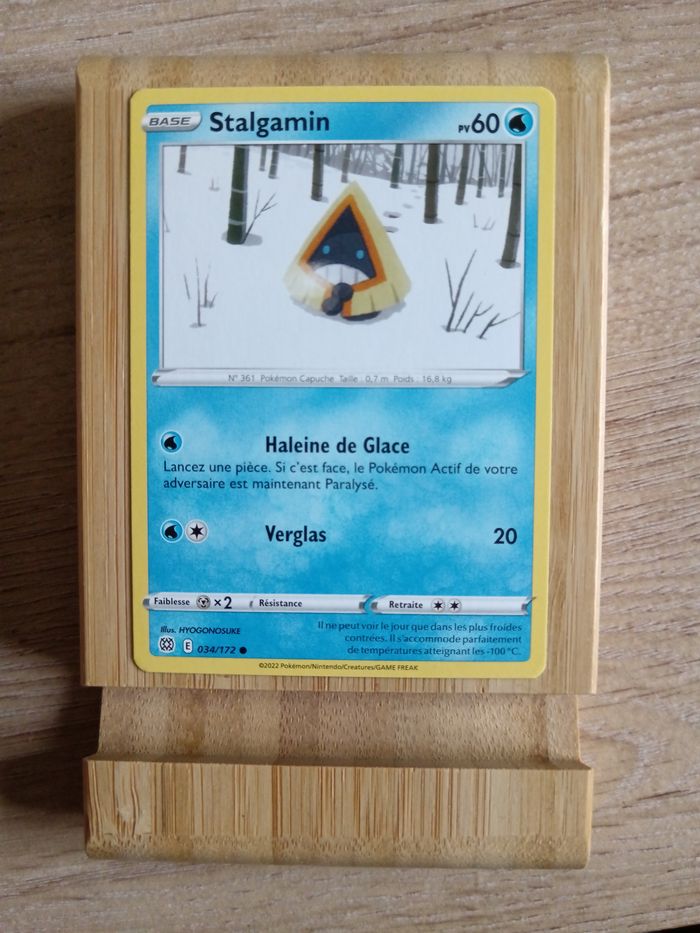 BASE Stalgamin PV60
N° 361 Pokémon Capuche Taille : 0,7 m Poids : 16,8 kg
Haleine de Glace
Lancez une pièce. Si c'est face, le Pokémon Actif de votre
adversaire est maintenant Paralysé.
Verglas 20
Faiblesse ×2 Résistance Retraite
Illus. HYOGONOSUKE
E 034/172
Il ne peut voir le jour que dans les plus froides
contrées. Il s'accommode parfaitement
de températures atteignant les -100 °C.
©2022 Pokémon/Nintendo/Creatures/GAME FREAK